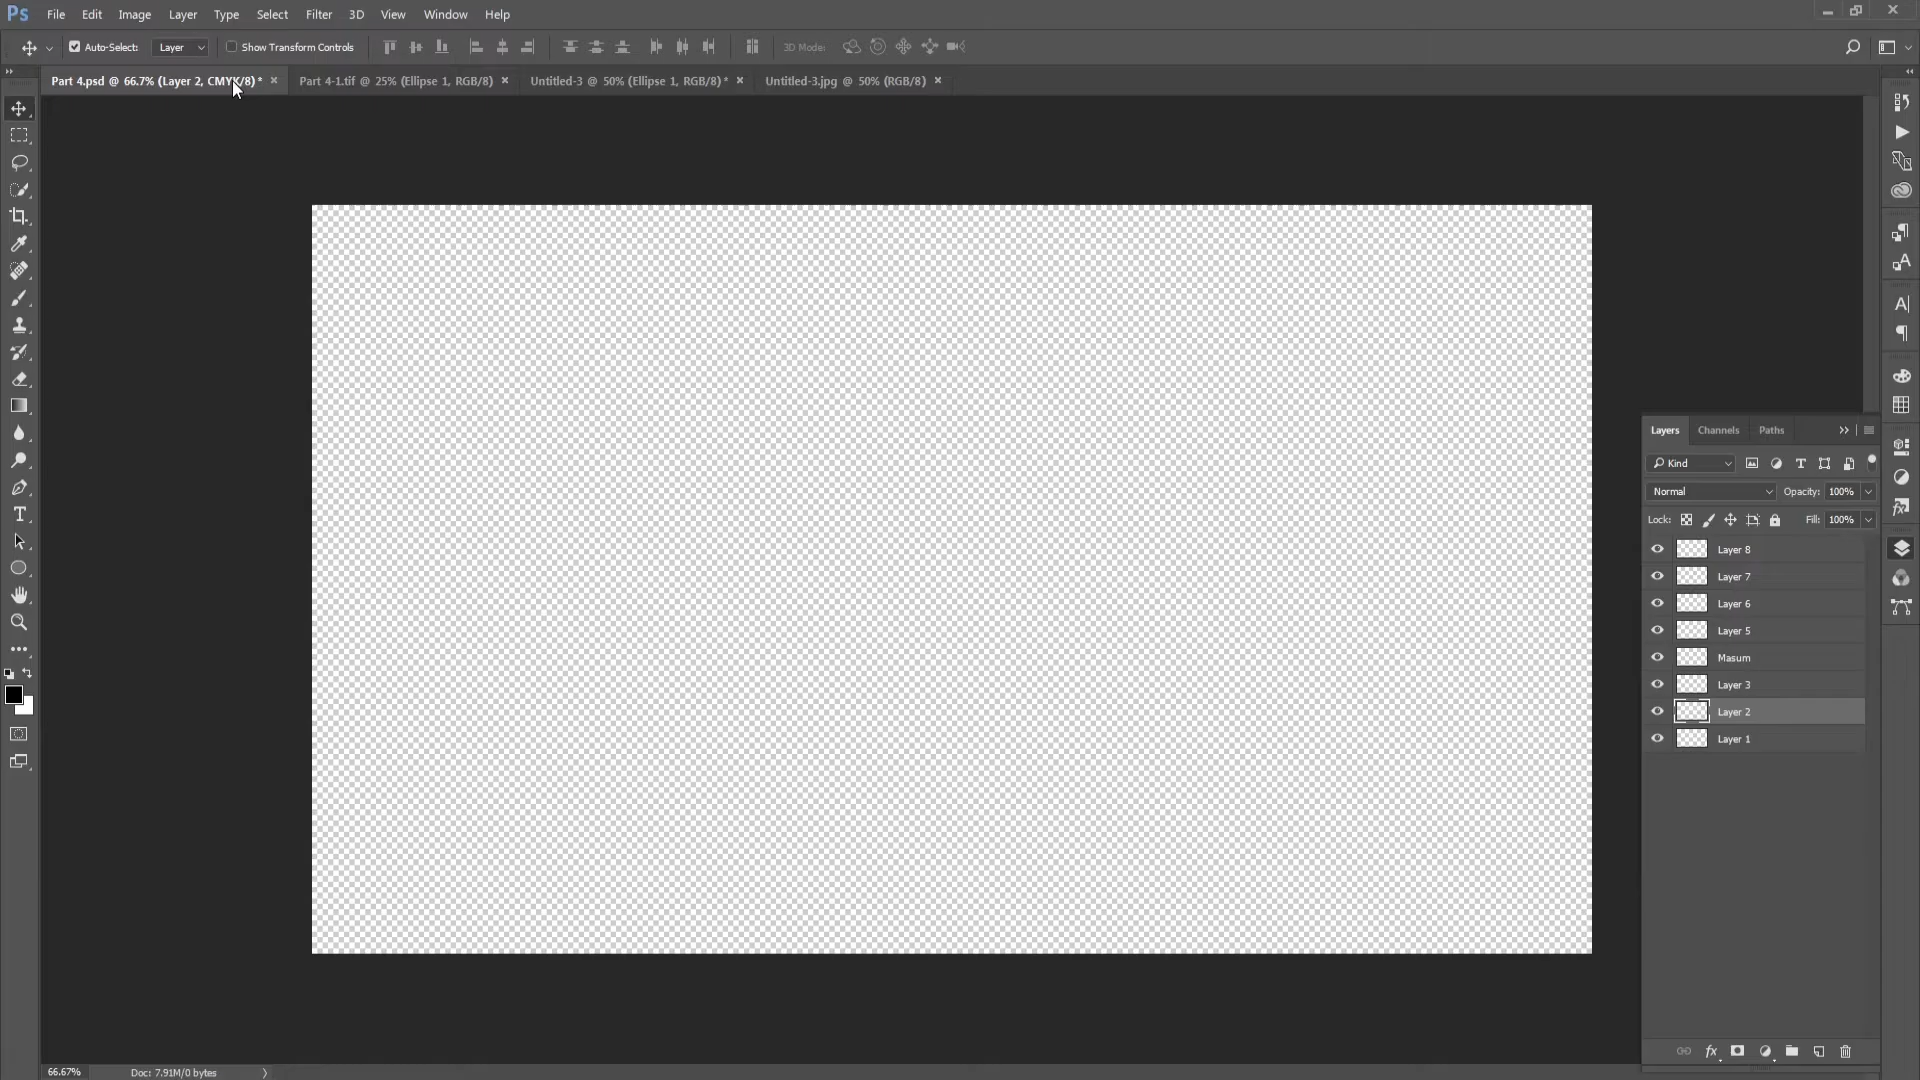 Ps File Edit Image Layer Type Select Filter 3D View Window Help
Auto-Select: Layer Show Transform Controls 3D Mode:
Part 4.psd @ 66.7% (Layer 2, CMYK/8) * × Part 4-1.tif @ 25% (Ellipse 1, RGB/8) × Untitled-3 @ 50% (Ellipse 1, RGB/8) * × Untitled-3.jpg @ 50% (RGB/8) ×
Layers Channels Paths
Kind
Normal Opacity: 100%
Lock: Fill: 100%
Layer 8
Layer 7
Layer 6
Layer 5
Masum
Layer 3
Layer 2
Layer 1
fx
66.67% Doc: 7.91M/0 bytes